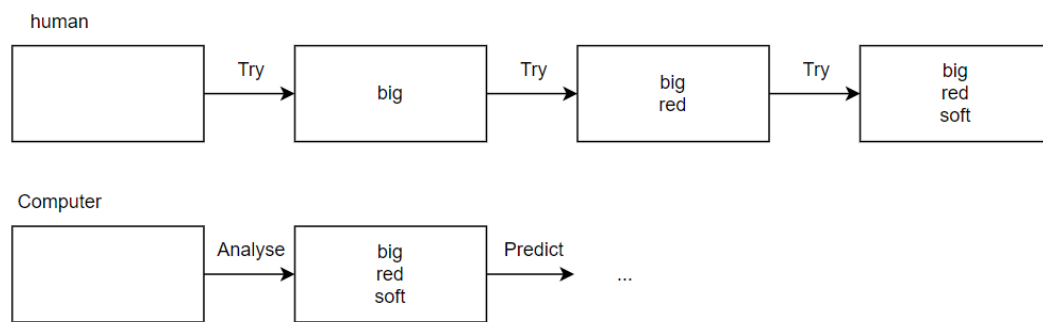 human
Try
big
Try
big
red
Try
big
red
soft
Computer
Analyse
big
red
soft
Predict
...